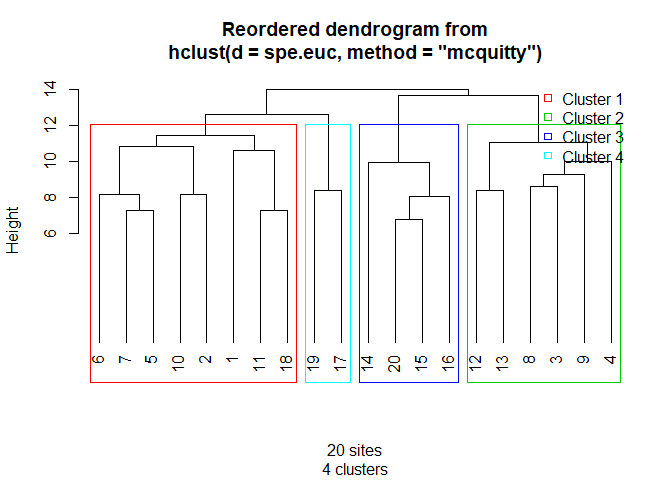 Reordered dendrogram from
hclust(d = spe.euc, method = "mcquitty")
Height
14
12
10
8
6
Cluster 1
Cluster 2
Cluster 3
Cluster 4
6 7 5 10 2 1 11 18 19 17 14 20 15 16 12 13 8 3 9 4
20 sites
4 clusters